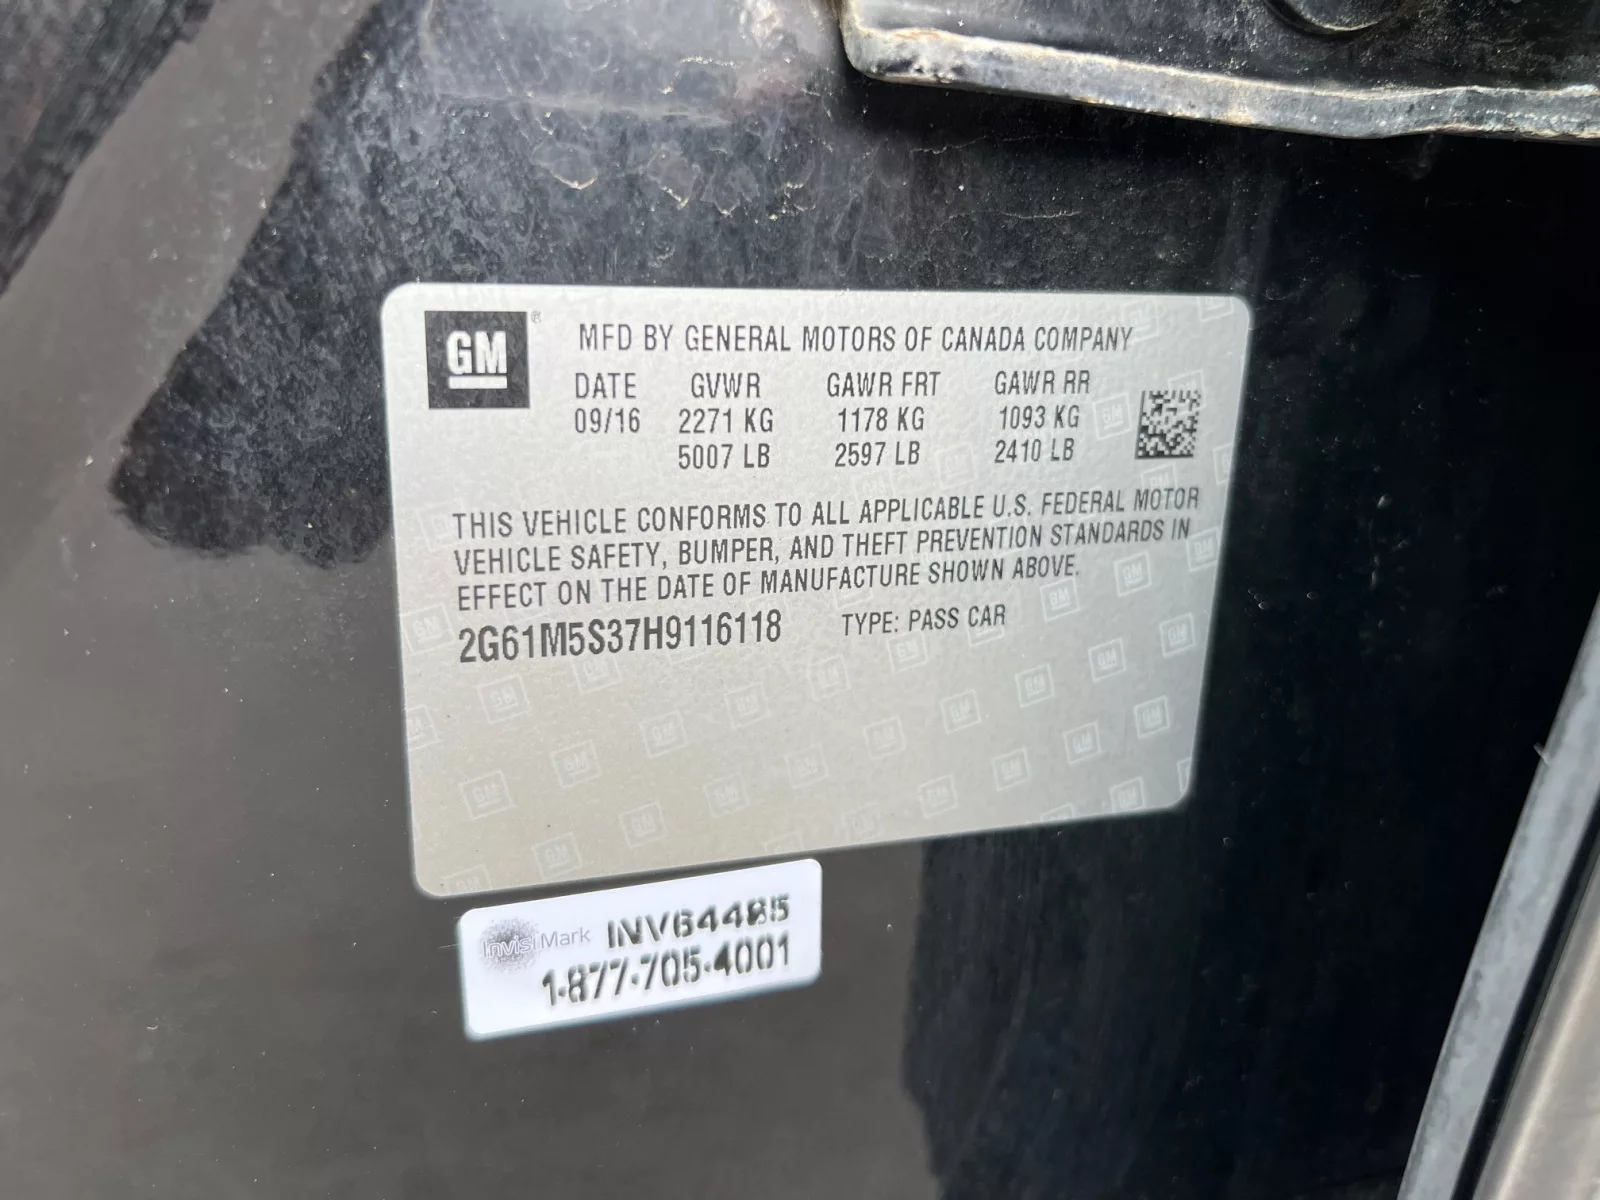 GM ® MFD BY GENERAL MOTORS OF CANADA COMPANY
DATE GVWR GAWR FRT GAWR RR
09/16 2271 KG 1178 KG 1093 KG
5007 LB 2597 LB 2410 LB
THIS VEHICLE CONFORMS TO ALL APPLICABLE U.S. FEDERAL MOTOR
VEHICLE SAFETY, BUMPER, AND THEFT PREVENTION STANDARDS IN
EFFECT ON THE DATE OF MANUFACTURE SHOWN ABOVE.
2G61M5S37H9116118 TYPE: PASS CAR
InvisiMark INV64485
1-877-705-4001